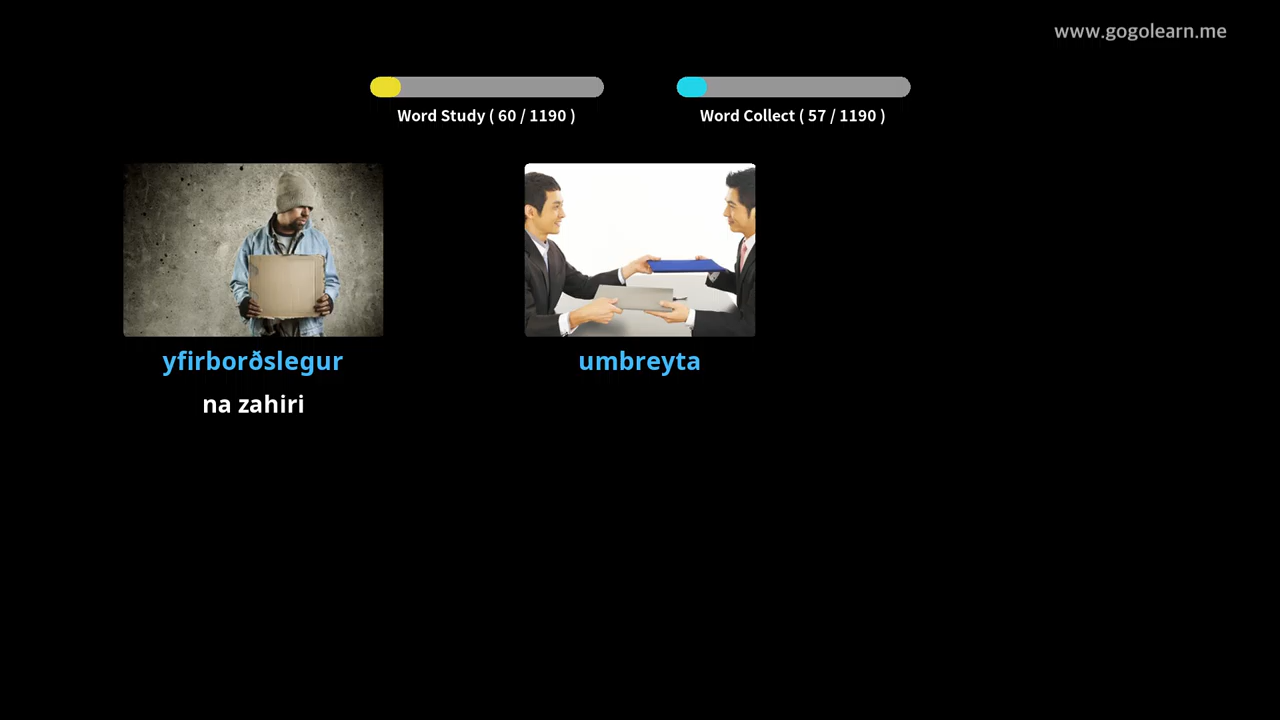 www.gogolearn.me
Word Study ( 60 / 1190 )
Word Collect ( 57 / 1190 )
yfirborðslegur
umbreyta
na zahiri